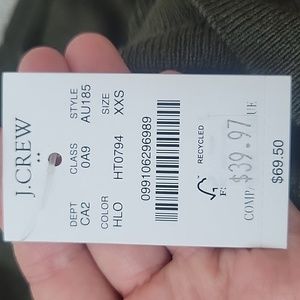 J.CREW
DEPT CLASS STYLE
CA2 0A9 AU185
COLOR SIZE
HLO HT0794 XXS
099106296989
RECYCLED
$39.97
COMP
$69.50